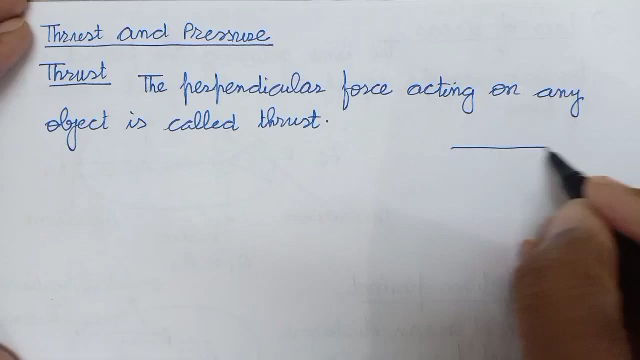 Thrust and Pressure
Thrust The perpendicular force acting on any
object is called thrust.